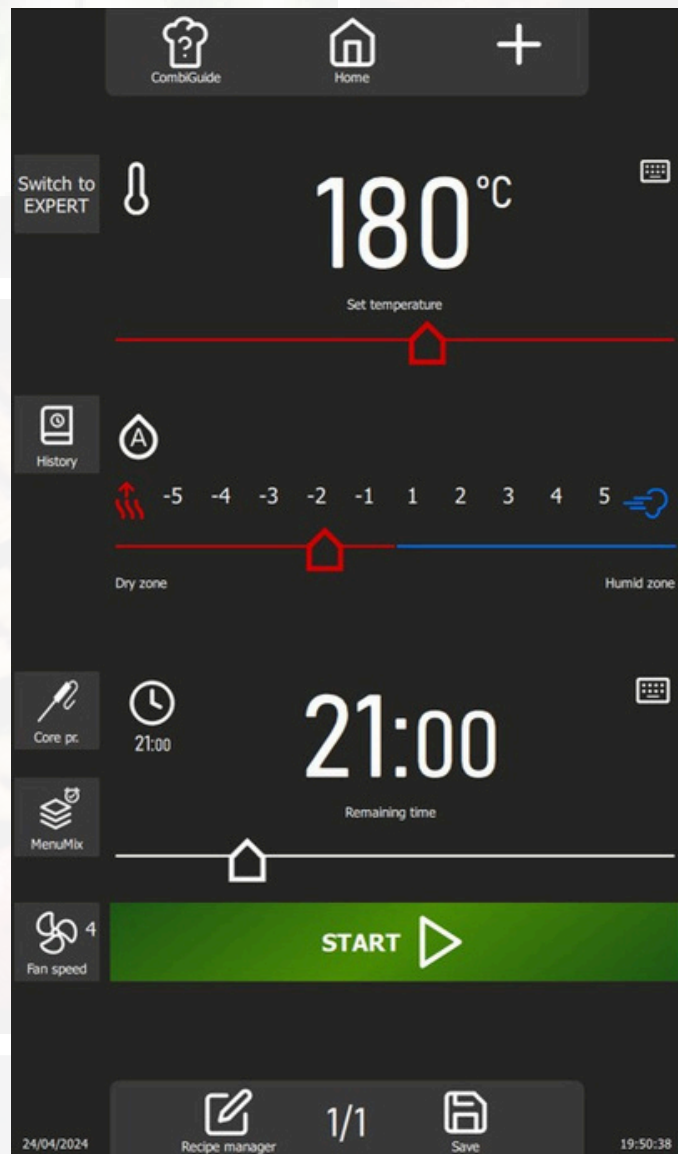 CombiGuide
Home
Switch to
EXPERT
180°C
Set temperature
History
A
-5 -4 -3 -2 -1 1 2 3 4 5
Dry zone Humid zone
Core pr.
21:00
21:00
Remaining time
MenuMix
4
Fan speed
START
Recipe manager
1/1
Save
24/04/2024
19:50:38